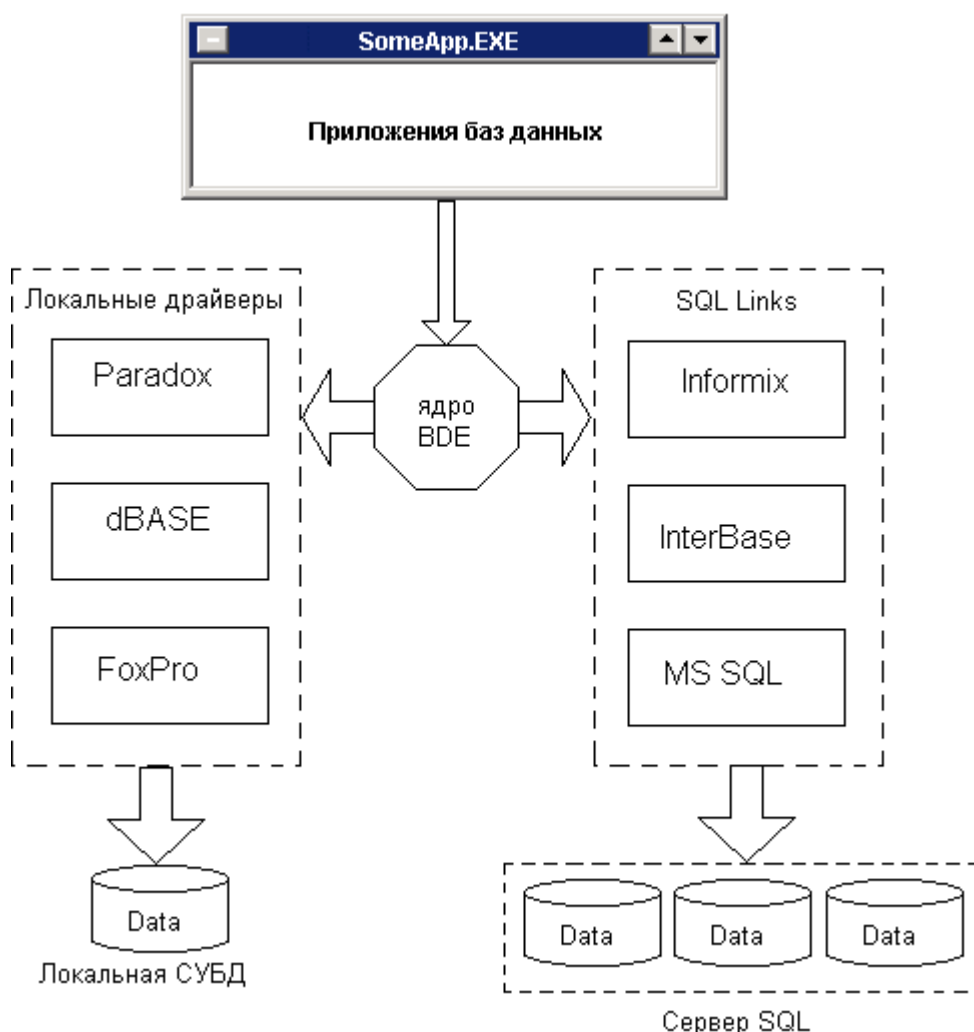 SomeApp.EXE
Приложения баз данных
Локальные драйверы
Paradox
dBASE
FoxPro
ядро
BDE
SQL Links
Informix
InterBase
MS SQL
Data
Локальная СУБД
Data
Data
Data
Сервер SQL